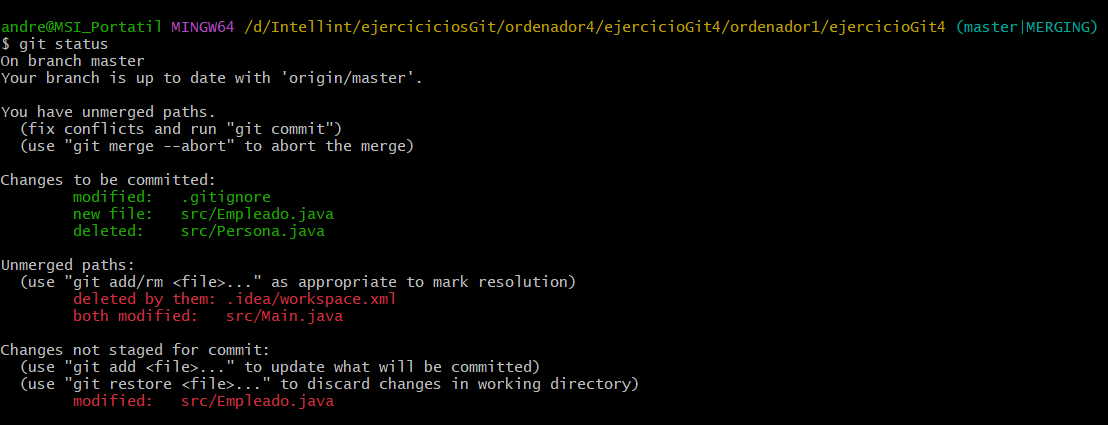 andre@MSI_Portatil MINGW64 /d/Intellint/ejercicicosGit/ordenador4/ejercicioGit4/ordenador1/ejercicioGit4 (master|MERGING)
$ git status
On branch master
Your branch is up to date with 'origin/master'.

You have unmerged paths.
  (fix conflicts and run "git commit")
  (use "git merge --abort" to abort the merge)

Changes to be committed:
        modified:   .gitignore
        new file:   src/Empleado.java
        deleted:    src/Persona.java

Unmerged paths:
  (use "git add/rm <file>..." as appropriate to mark resolution)
        deleted by them: .idea/workspace.xml
        both modified:   src/Main.java

Changes not staged for commit:
  (use "git add <file>..." to update what will be committed)
  (use "git restore <file>..." to discard changes in working directory)
        modified:   src/Empleado.java